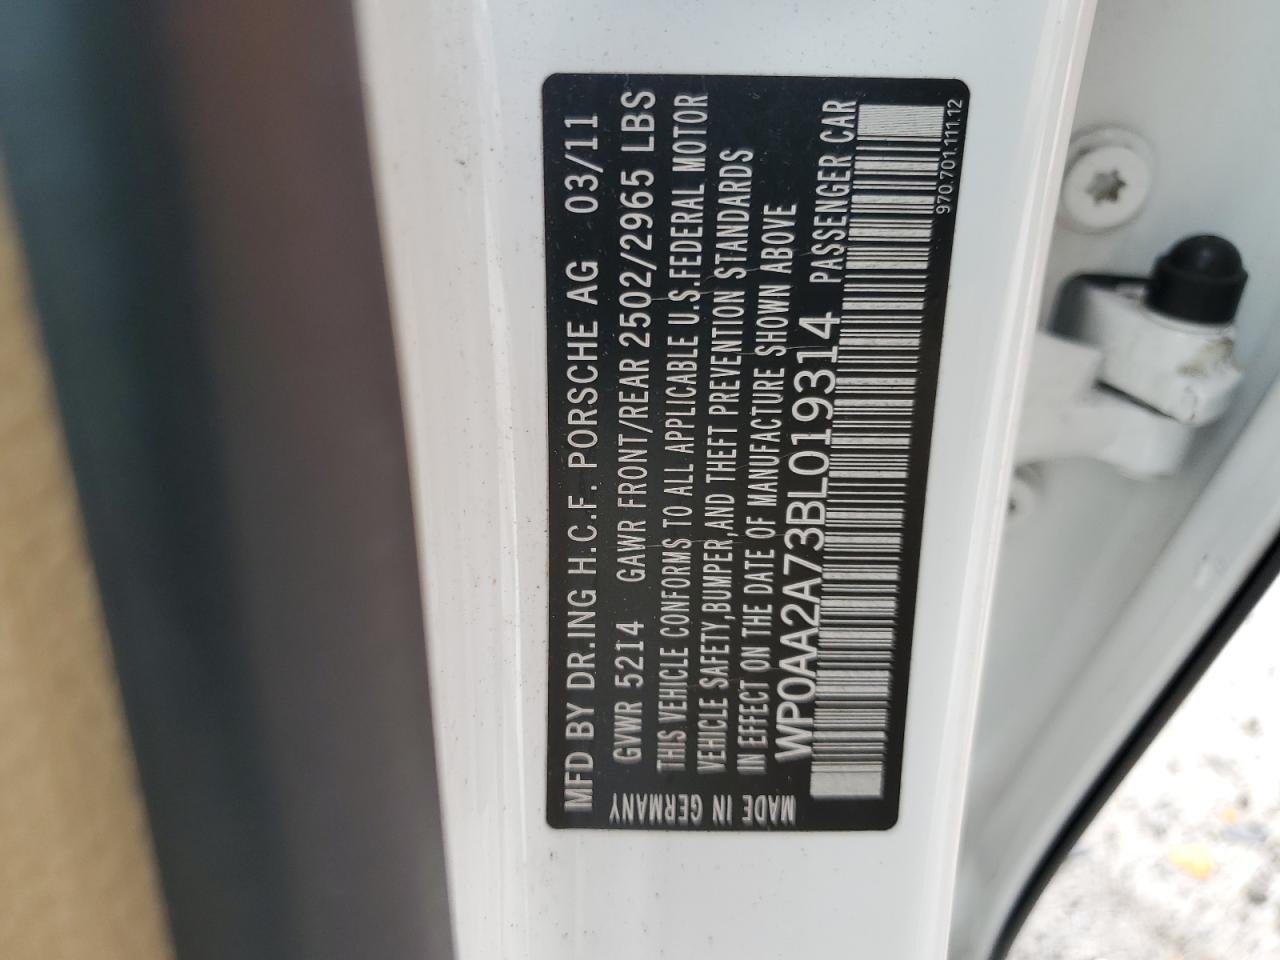 MFD BY DR.ING H.C.F. PORSCHE AG 03/11
GVWR 5214 GAWR FRONT/REAR 2502/2965 LBS
THIS VEHICLE CONFORMS TO ALL APPLICABLE U.S.FEDERAL MOTOR
VEHICLE SAFETY,BUMPER,AND THEFT PREVENTION STANDARDS
IN EFFECT ON THE DATE OF MANUFACTURE SHOWN ABOVE
WP0AA2A73BL019314 PASSENGER CAR
970.701.111.12
MADE IN GERMANY